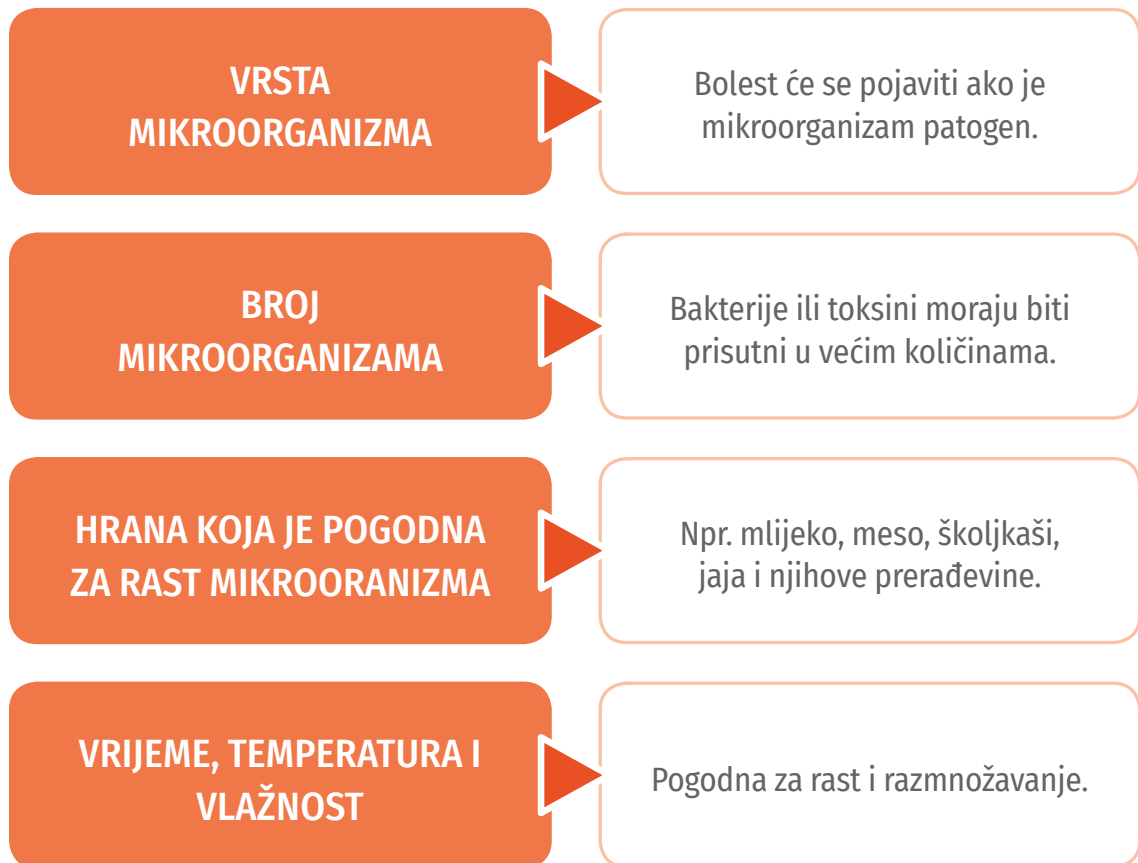 VRSTA
MIKROORGANIZMA
Bolest će se pojaviti ako je
mikroorganizam patogen.
BROJ
MIKROORGANIZAMA
Bakterije ili toksini moraju biti
prisutni u većim količinama.
HRANA KOJA JE POGODNA
ZA RAST MIKROORANIZMA
Npr. mlijeko, meso, školjkaši,
jaja i njihove prerađevine.
VRIJEME, TEMPERATURA I
VLAŽNOST
Pogodna za rast i razmnožavanje.